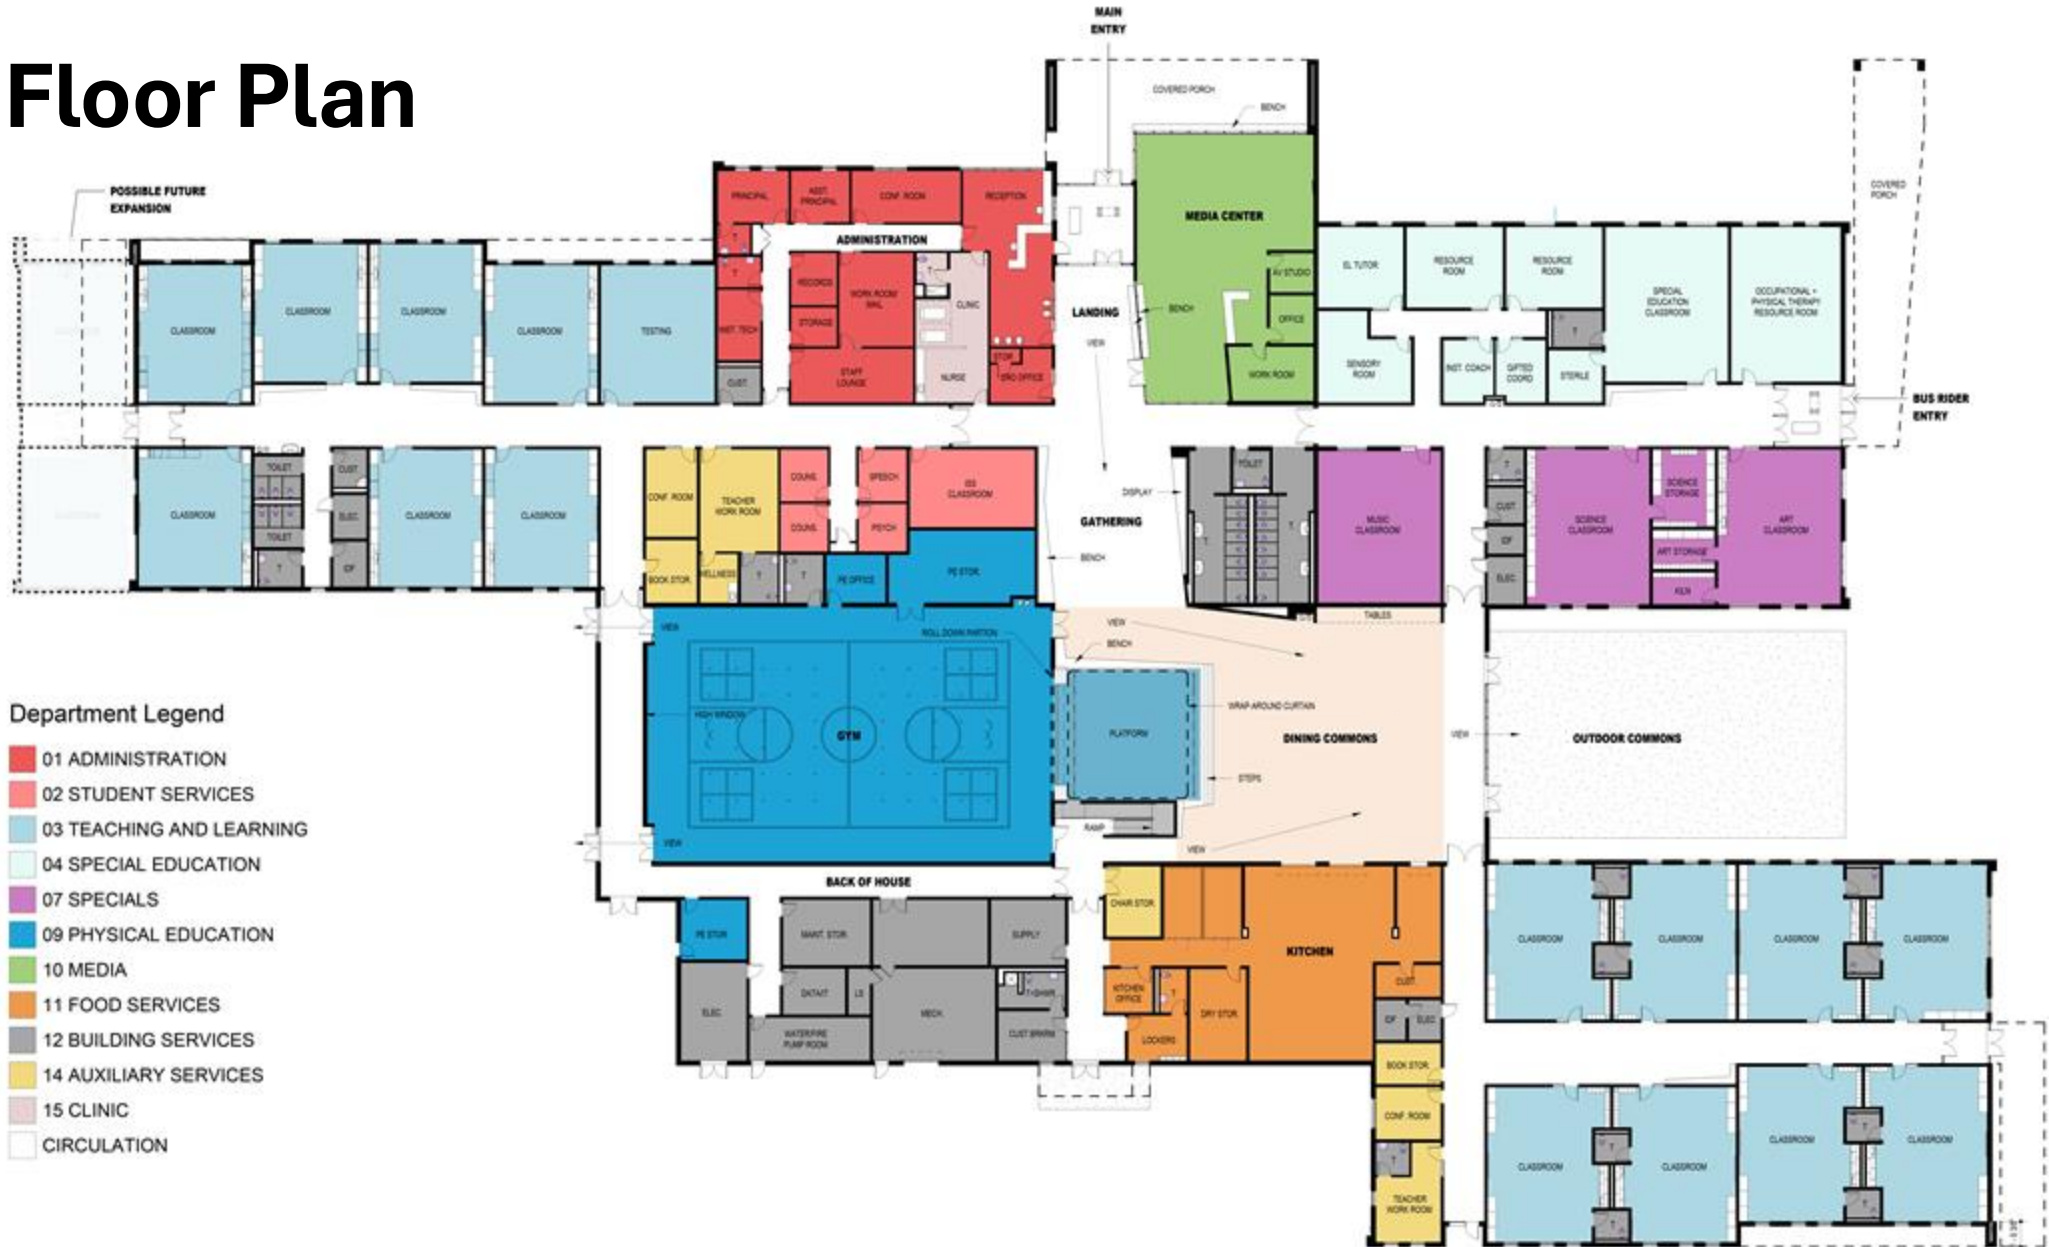 MAIN
ENTRY
Floor Plan
COVERED PORCH
BENCH
POSSIBLE FUTURE
EXPANSION
COVERED
PORCH
PRINCIPAL
ASST.
PRINCIPAL
CONF. ROOM
RECEPTION
MEDIA CENTER
ADMINISTRATION
T
T
RECORDS
WORK ROOM/
MAIL
T
CLINIC
AV STUDIO
EL TUTOR
RESOURCE
ROOM
RESOURCE
ROOM
SPECIAL
EDUCATION
CLASSROOM
OCCUPATIONAL +
PHYSICAL THERAPY
RESOURCE ROOM
CLASSROOM
CLASSROOM
CLASSROOM
CLASSROOM
TESTING
INST. TECH
STORAGE
LANDING
BENCH
OFFICE
T
VIEW
CUST.
STAFF
LOUNGE
NURSE
STOR.
SRO OFFICE
WORK ROOM
SENSORY
ROOM
INST. COACH
GIFTED
COORD
STERILE
BUS RIDER
ENTRY
CLASSROOM
TOILET
TOILET
T
CUST.
ELEC.
IDF
CLASSROOM
CLASSROOM
CONF. ROOM
TEACHER
WORK ROOM
COUNS.
COUNS.
SPEECH
PSYCH
ISS
CLASSROOM
DISPLAY
GATHERING
BENCH
TOILET
T
T
MUSIC
CLASSROOM
T
CUST.
IDF
ELEC.
SCIENCE
CLASSROOM
SCIENCE
STORAGE
ART STORAGE
KILN
ART
CLASSROOM
BOOK STOR.
WELLNESS
T
T
PE OFFICE
PE STOR.
VIEW
ROLL DOWN PARTITION
VIEW
BENCH
TABLES
HIGH WINDOW
GYM
PLATFORM
WRAP-AROUND CURTAIN
DINING COMMONS
STEPS
VIEW
OUTDOOR COMMONS
RAMP
VIEW
VIEW
Department Legend
01 ADMINISTRATION
02 STUDENT SERVICES
03 TEACHING AND LEARNING
04 SPECIAL EDUCATION
07 SPECIALS
09 PHYSICAL EDUCATION
10 MEDIA
11 FOOD SERVICES
12 BUILDING SERVICES
14 AUXILIARY SERVICES
15 CLINIC
CIRCULATION
BACK OF HOUSE
PE STOR.
MAINT. STOR.
SUPPLY
CHAIR STOR.
KITCHEN
ELEC.
DATA/IT
LS
MECH.
T+SHWR
WATER/FIRE
PUMP ROOM
CUST BRKRM
KITCHEN
OFFICE
T
DRY STOR.
LOCKERS
CUST.
IDF
ELEC.
BOOK STOR.
CONF. ROOM
T
TEACHER
WORK ROOM
CLASSROOM
CLASSROOM
CLASSROOM
CLASSROOM
CLASSROOM
T
T
CLASSROOM
CLASSROOM
T
T
CLASSROOM